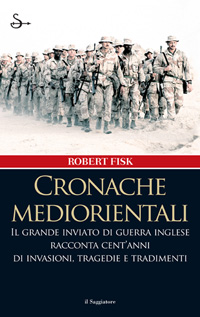 ROBERT FISK
CRONACHE
MEDIORIENTALI
IL GRANDE INVIATO DI GUERRA INGLESE
RACCONTA CENT'ANNI
DI INVASIONI, TRAGEDIE E TRADIMENTI
il Saggiatore